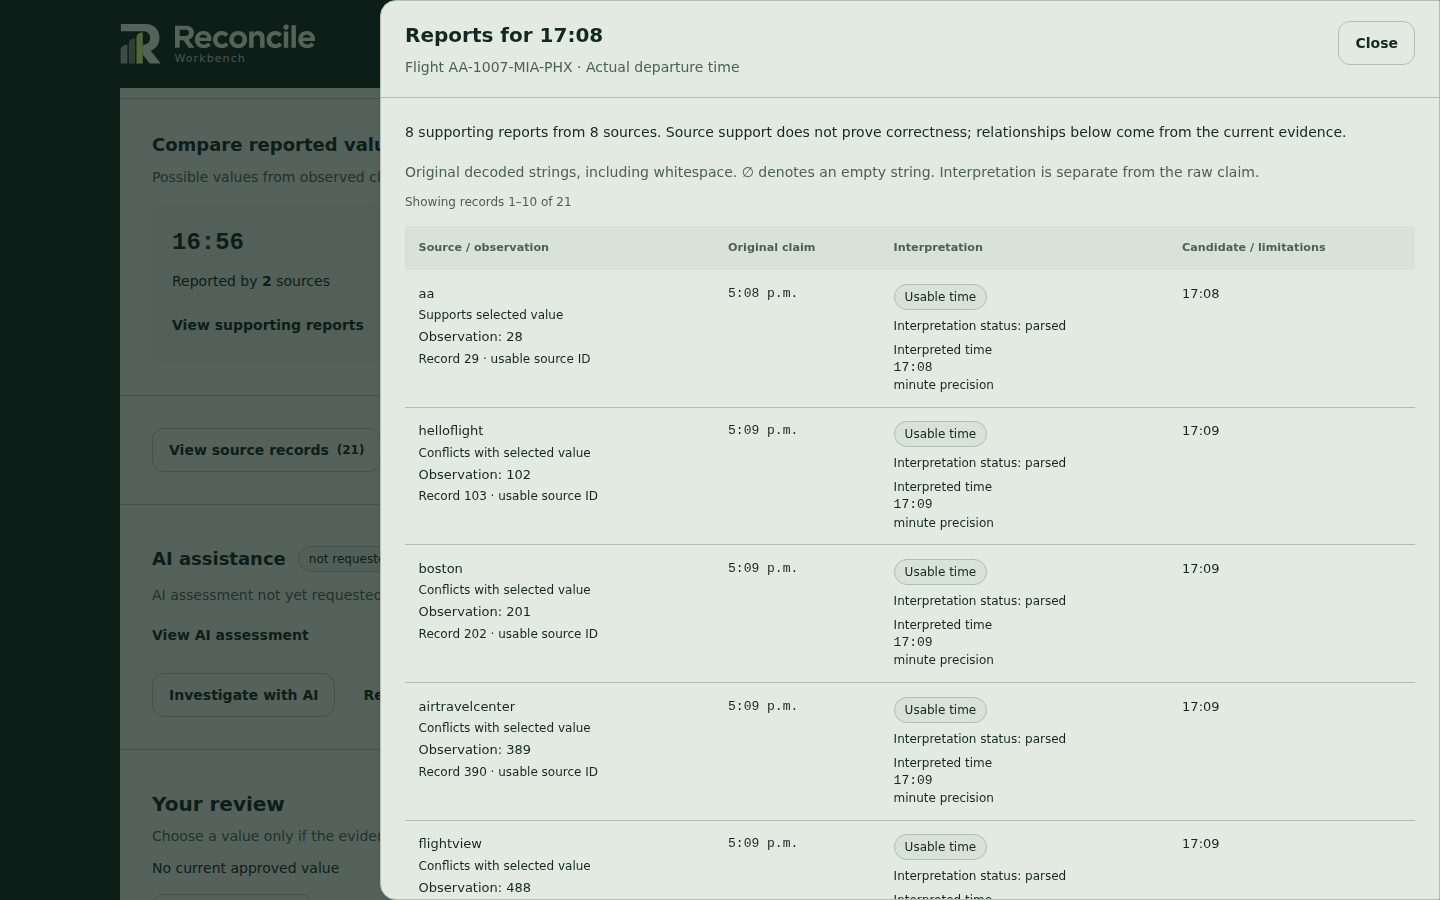 Reconcile
Workbench
Compare reported valu
Possible values from observed cl
16:56
Reported by 2 sources
View supporting reports
View source records (21)
AI assistance not requeste
AI assessment not yet requested
View AI assessment
Investigate with AI Re
Your review
Choose a value only if the eviden
No current approved value
Reports for 17:08
Flight AA-1007-MIA-PHX · Actual departure time
Close
8 supporting reports from 8 sources. Source support does not prove correctness; relationships below come from the current evidence.
Original decoded strings, including whitespace. ∅ denotes an empty string. Interpretation is separate from the raw claim.
Showing records 1–10 of 21
Source / observation Original claim Interpretation Candidate / limitations
aa 5:08 p.m. Usable time 17:08
Supports selected value
Observation: 28
Record 29 · usable source ID
Interpretation status: parsed
Interpreted time
17:08
minute precision
helloflight 5:09 p.m. Usable time 17:09
Conflicts with selected value
Observation: 102
Record 103 · usable source ID
Interpretation status: parsed
Interpreted time
17:09
minute precision
boston 5:09 p.m. Usable time 17:09
Conflicts with selected value
Observation: 201
Record 202 · usable source ID
Interpretation status: parsed
Interpreted time
17:09
minute precision
airtravelcenter 5:09 p.m. Usable time 17:09
Conflicts with selected value
Observation: 389
Record 390 · usable source ID
Interpretation status: parsed
Interpreted time
17:09
minute precision
flightview 5:09 p.m. Usable time 17:09
Conflicts with selected value
Observation: 488
Interpretation status: parsed
Interpreted time